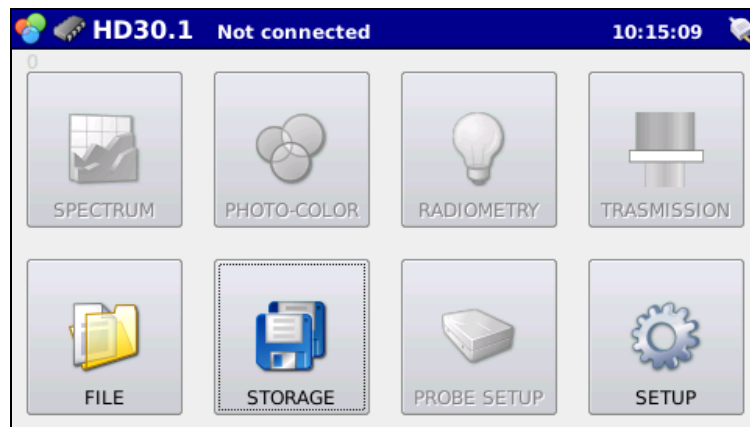 HD30.1 Not connected 10:15:09
0
SPECTRUM PHOTO-COLOR RADIOMETRY TRASMISSION
FILE STORAGE PROBE SETUP SETUP